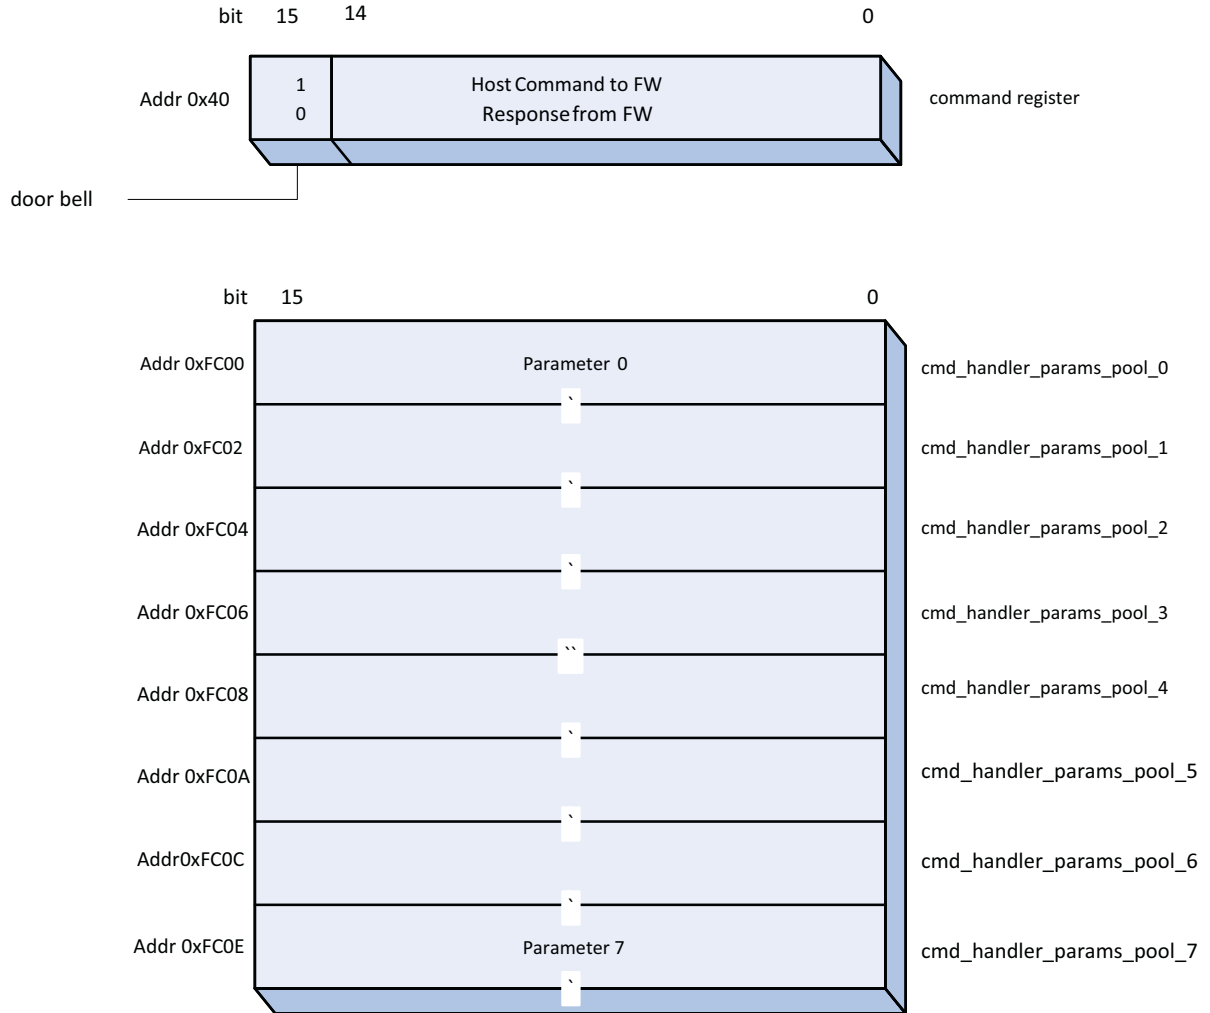 bit 15 14 0
Addr 0x40 1 Host Command to FW command register
0 Response from FW
door bell
bit 15 0
Addr 0xFC00 Parameter 0 cmd_handler_params_pool_0
`
Addr 0xFC02 cmd_handler_params_pool_1
`
Addr 0xFC04 cmd_handler_params_pool_2
`
Addr 0xFC06 cmd_handler_params_pool_3
``
Addr 0xFC08 cmd_handler_params_pool_4
`
Addr 0xFC0A cmd_handler_params_pool_5
`
Addr0xFC0C cmd_handler_params_pool_6
`
Addr 0xFC0E Parameter 7 cmd_handler_params_pool_7
`